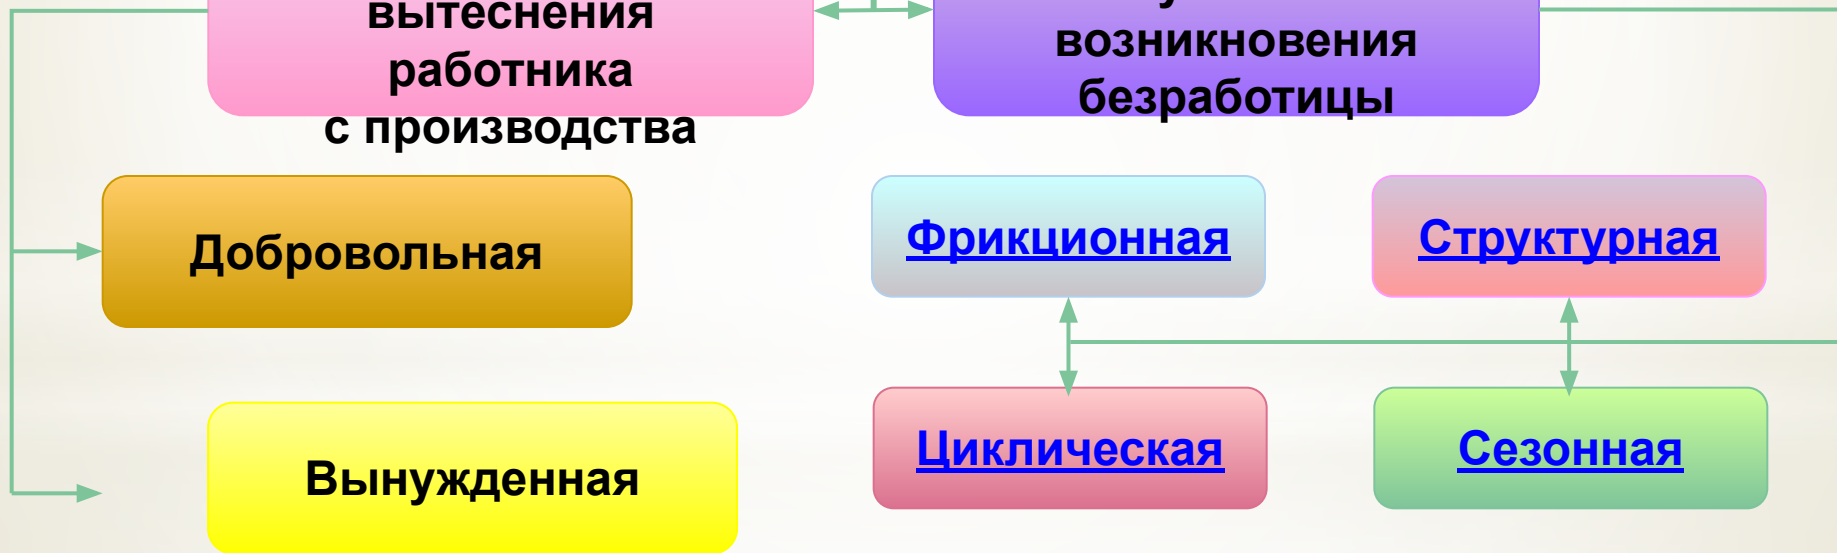 вытеснения
работника
с производства
возникновения
безработицы
Добровольная
Фрикционная
Структурная
Вынужденная
Циклическая
Сезонная